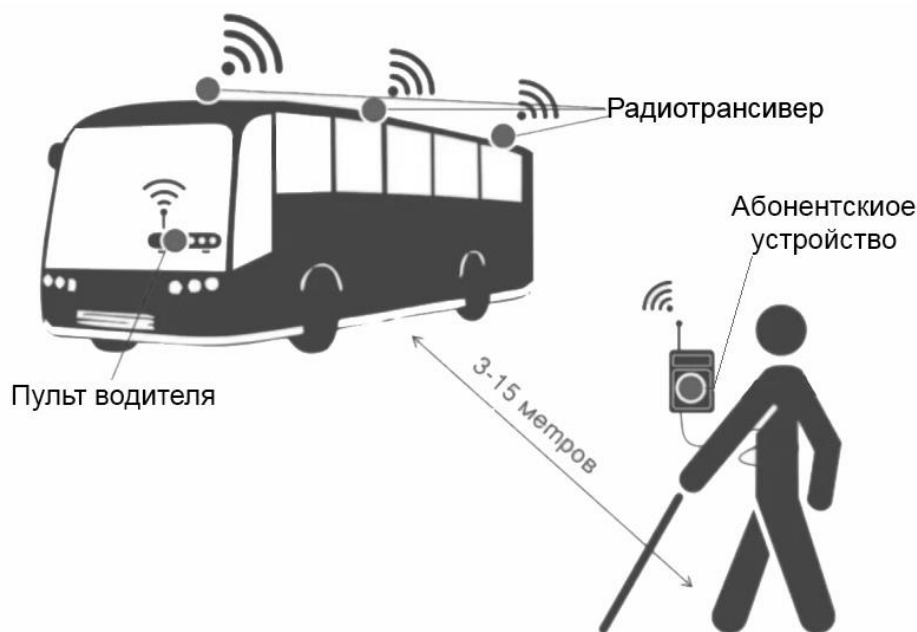 Радиотрансивер
Абонентскиое
устройство
3-15 метров
Пульт водителя